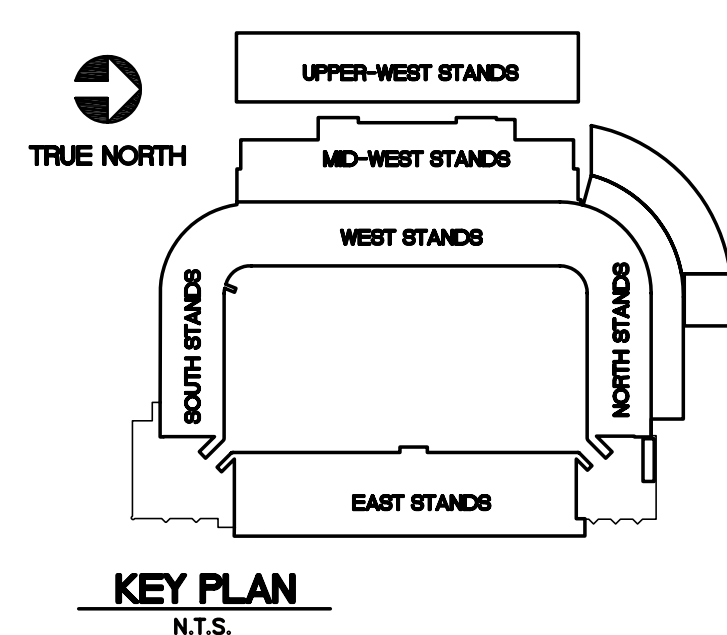 UPPER-WEST STANDS
TRUE NORTH
MID-WEST STANDS
WEST STANDS
SOUTH STANDS
NORTH STANDS
EAST STANDS
KEY PLAN
N.T.S.